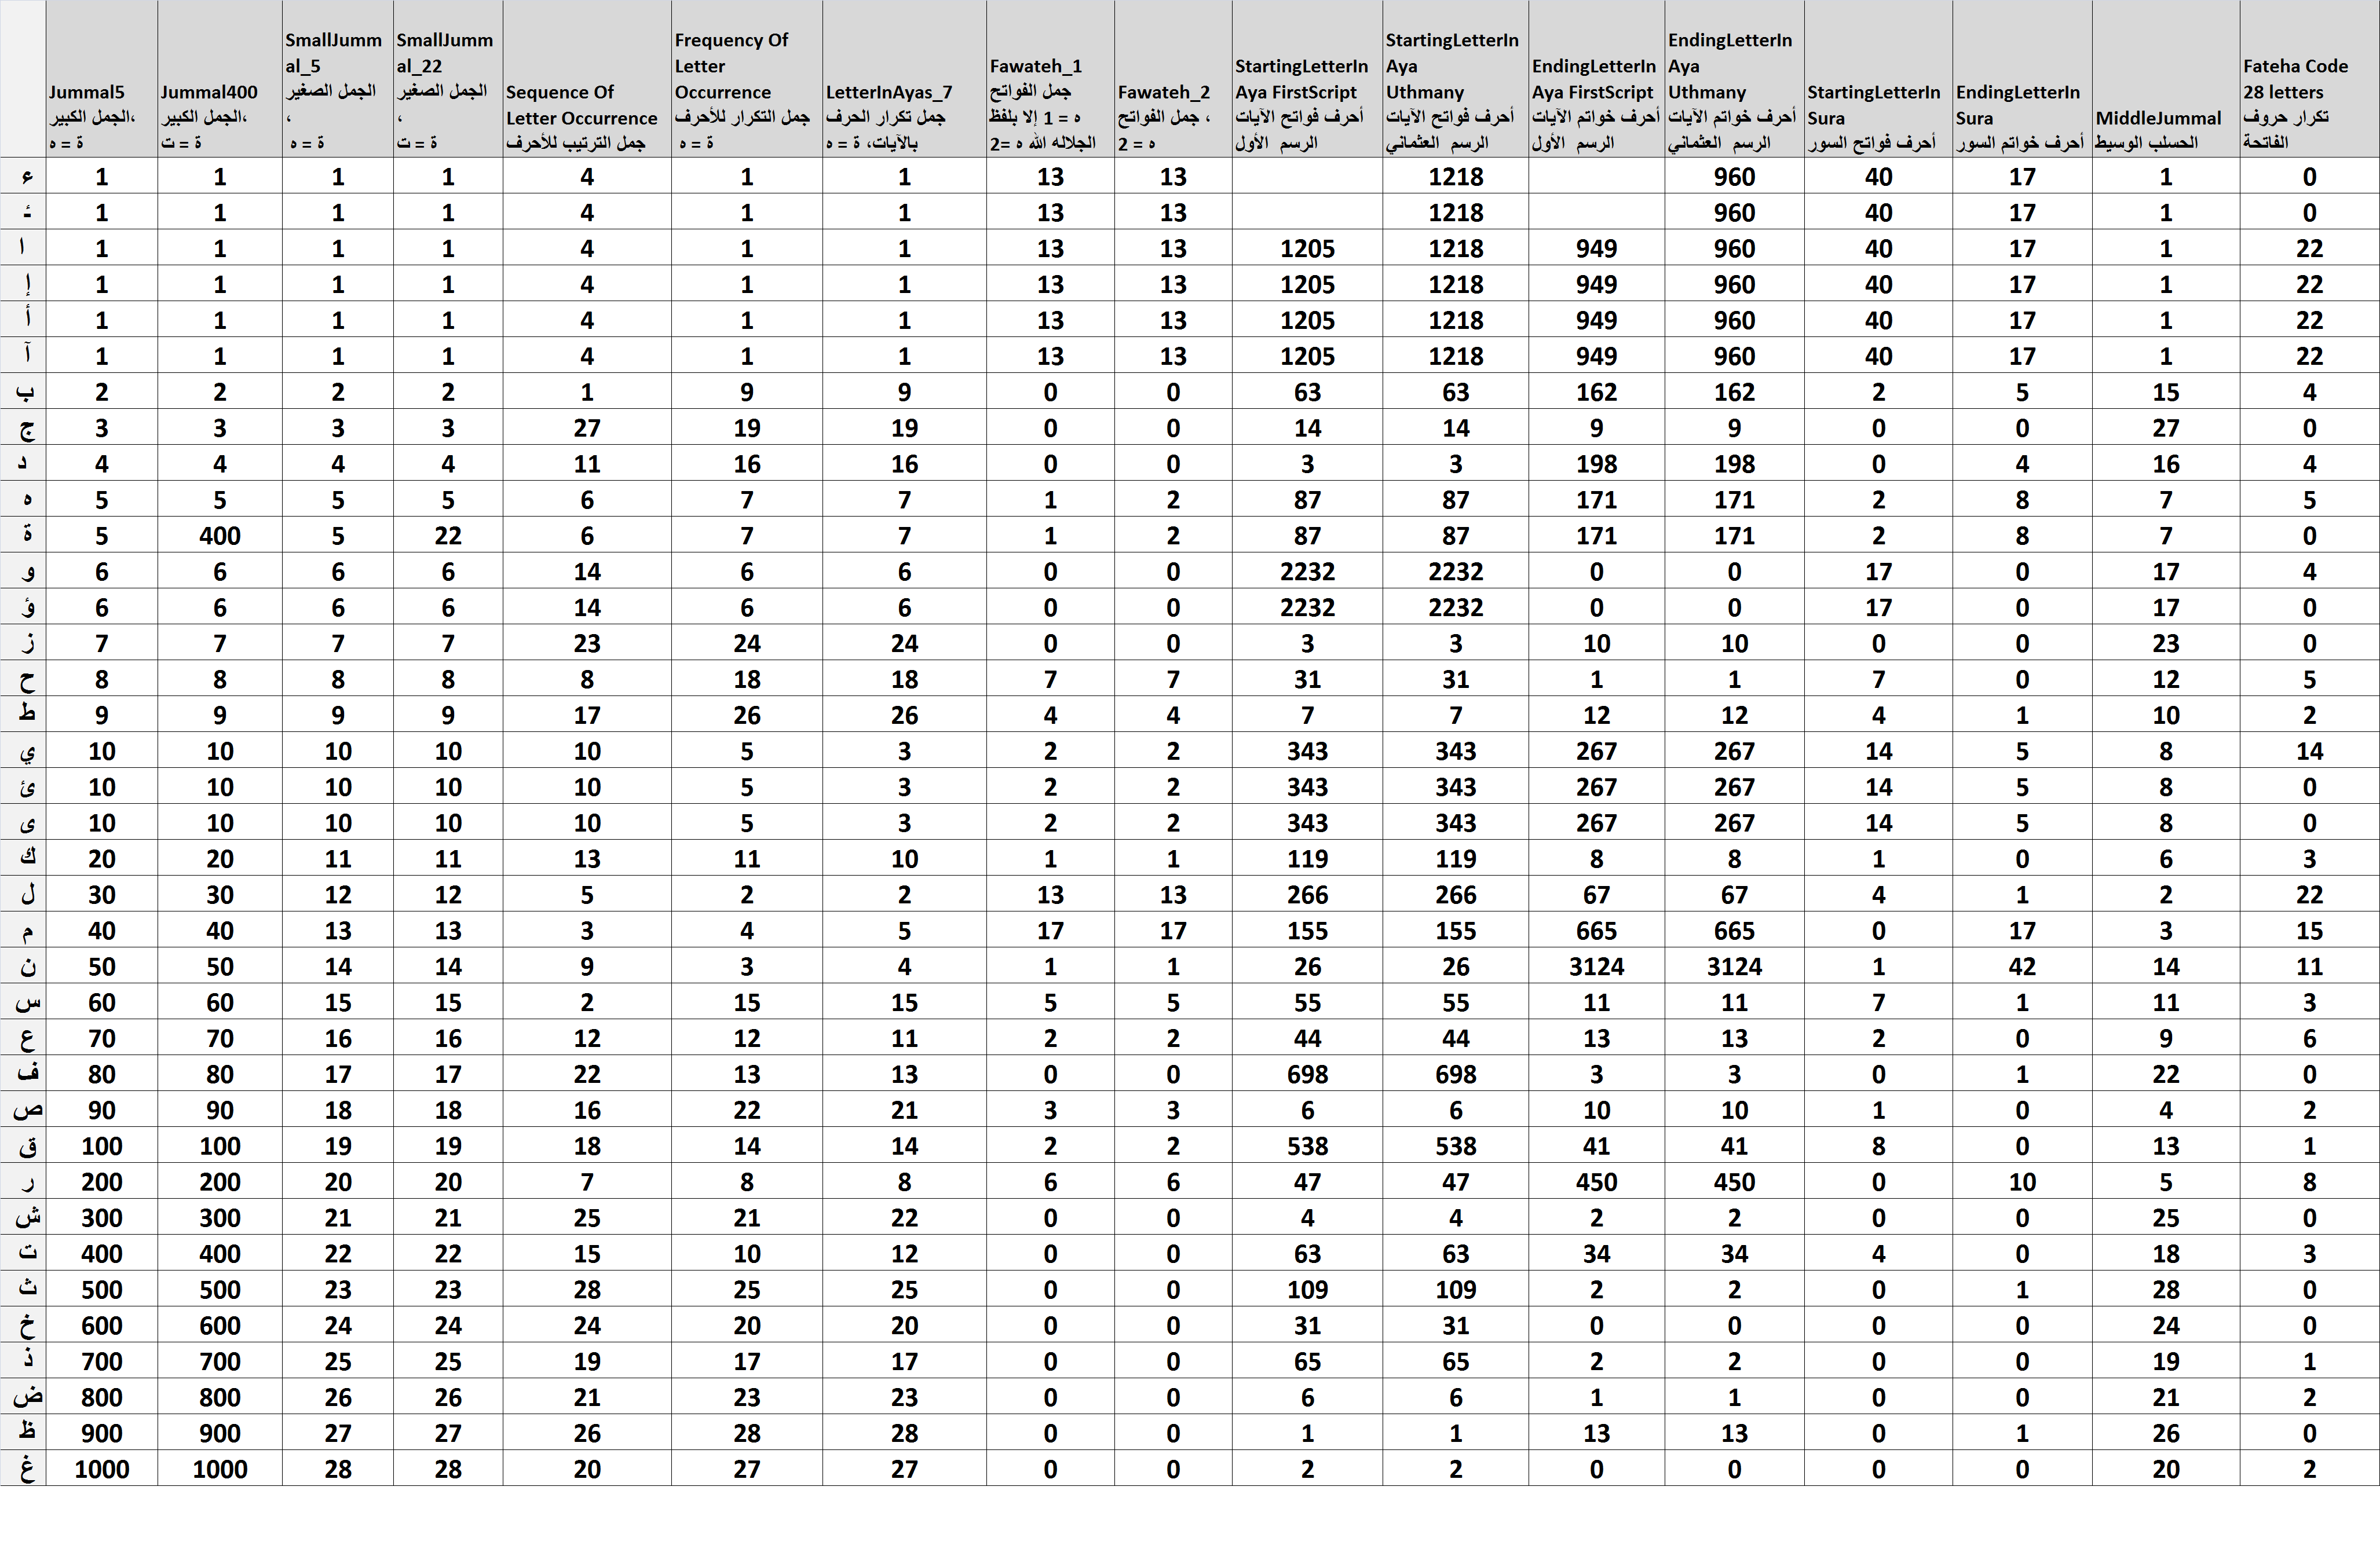 Jummal5 الجمل الكبير، ة = ه | Jummal400 الجمل الكبير، ة = ت | SmallJummal_5 الجمل الصغير ، ة = ه | SmallJummal_22 الجمل الصغير ، ة = ت | Sequence Of Letter Occurrence جمل الترتيب للأحرف | Frequency Of Letter Occurrence جمل التكرار للأحرف ة = ه | LetterInAyas_7 جمل تكرار الحرف بالآيات، ة = ه | Fawateh_1 جمل الفواتح ه = 1 إلا بلفظ الجلاله الله ه =2 | Fawateh_2 جمل الفواتح ، ه = 2 | StartingLetterInAya FirstScript أحرف فواتح الآيات الرسم الأول | StartingLetterInAya Uthmany أحرف فواتح الآيات الرسم العثماني | EndingLetterInAya FirstScript أحرف خواتم الآيات الرسم الأول | EndingLetterInAya Uthmany أحرف خواتم الآيات الرسم العثماني | StartingLetterInSura أحرف فواتح السور | EndingLetterInSura أحرف خواتم السور | MiddleJummal الحسلب الوسيط | Fateha Code 28 letters تكرار حروف الفاتحة
ء 1 1 1 1 4 1 1 13 13 1218 960 40 17 1 0
ـٔ 1 1 1 1 4 1 1 13 13 1218 960 40 17 1 0
ا 1 1 1 1 4 1 1 13 13 1205 1218 949 960 40 17 1 22
إ 1 1 1 1 4 1 1 13 13 1205 1218 949 960 40 17 1 22
أ 1 1 1 1 4 1 1 13 13 1205 1218 949 960 40 17 1 22
آ 1 1 1 1 4 1 1 13 13 1205 1218 949 960 40 17 1 22
ب 2 2 2 2 1 9 9 0 0 63 63 162 162 2 5 15 4
ج 3 3 3 3 27 19 19 0 0 14 14 9 9 0 0 27 0
د 4 4 4 4 11 16 16 0 0 3 3 198 198 0 4 16 4
ه 5 5 5 5 6 7 7 1 2 87 87 171 171 2 8 7 5
ة 5 400 5 22 6 7 7 1 2 87 87 171 171 2 8 7 0
و 6 6 6 6 14 6 6 0 0 2232 2232 0 0 17 0 17 4
ؤ 6 6 6 6 14 6 6 0 0 2232 2232 0 0 17 0 17 0
ز 7 7 7 7 23 24 24 0 0 3 3 10 10 0 0 23 0
ح 8 8 8 8 8 18 18 7 7 31 31 1 1 7 0 12 5
ط 9 9 9 9 17 26 26 4 4 7 7 12 12 4 1 10 2
ي 10 10 10 10 10 5 3 2 2 343 343 267 267 14 5 8 14
ئ 10 10 10 10 10 5 3 2 2 343 343 267 267 14 5 8 0
ى 10 10 10 10 10 5 3 2 2 343 343 267 267 14 5 8 0
ك 20 20 11 11 13 11 10 1 1 119 119 8 8 1 0 6 3
ل 30 30 12 12 5 2 2 13 13 266 266 67 67 4 1 2 22
م 40 40 13 13 3 4 5 17 17 155 155 665 665 0 17 3 15
ن 50 50 14 14 9 3 4 1 1 26 26 3124 3124 1 42 14 11
س 60 60 15 15 2 15 15 5 5 55 55 11 11 7 1 11 3
ع 70 70 16 16 12 12 11 2 2 44 44 13 13 2 0 9 6
ف 80 80 17 17 22 13 13 0 0 698 698 3 3 0 1 22 0
ص 90 90 18 18 16 22 21 3 3 6 6 10 10 1 0 4 2
ق 100 100 19 19 18 14 14 2 2 538 538 41 41 8 0 13 1
ر 200 200 20 20 7 8 8 6 6 47 47 450 450 0 10 5 8
ش 300 300 21 21 25 21 22 0 0 4 4 2 2 0 0 25 0
ت 400 400 22 22 15 10 12 0 0 63 63 34 34 4 0 18 3
ث 500 500 23 23 28 25 25 0 0 109 109 2 2 0 1 28 0
خ 600 600 24 24 24 20 20 0 0 31 31 0 0 0 0 24 0
ذ 700 700 25 25 19 17 17 0 0 65 65 2 2 0 0 19 1
ض 800 800 26 26 21 23 23 0 0 6 6 1 1 0 0 21 2
ظ 900 900 27 27 26 28 28 0 0 1 1 13 13 0 1 26 0
غ 1000 1000 28 28 20 27 27 0 0 2 2 0 0 0 0 20 2